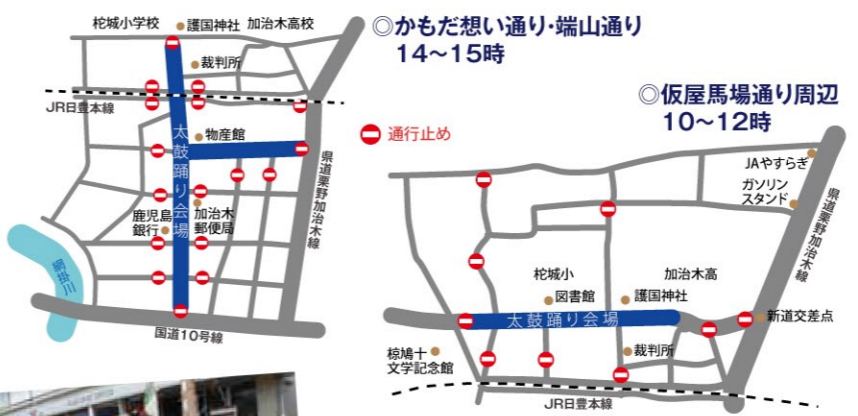 ◎かもだ想い通り・端山通り
14〜15時
柁城小学校
護国神社
加治木高校
裁判所
JR日豊本線
物産館
太鼓踊り会場
県道栗野加治木線
鹿児島
銀行
加治木
郵便局
網掛川
国道10号線
通行止め
◎仮屋馬場通り周辺
10〜12時
JAやすらぎ
ガソリン
スタンド
県道栗野加治木線
柁城小
加治木高
図書館
護国神社
太鼓踊り会場
新道交差点
椋鳩十
文学記念館
裁判所
JR日豊本線